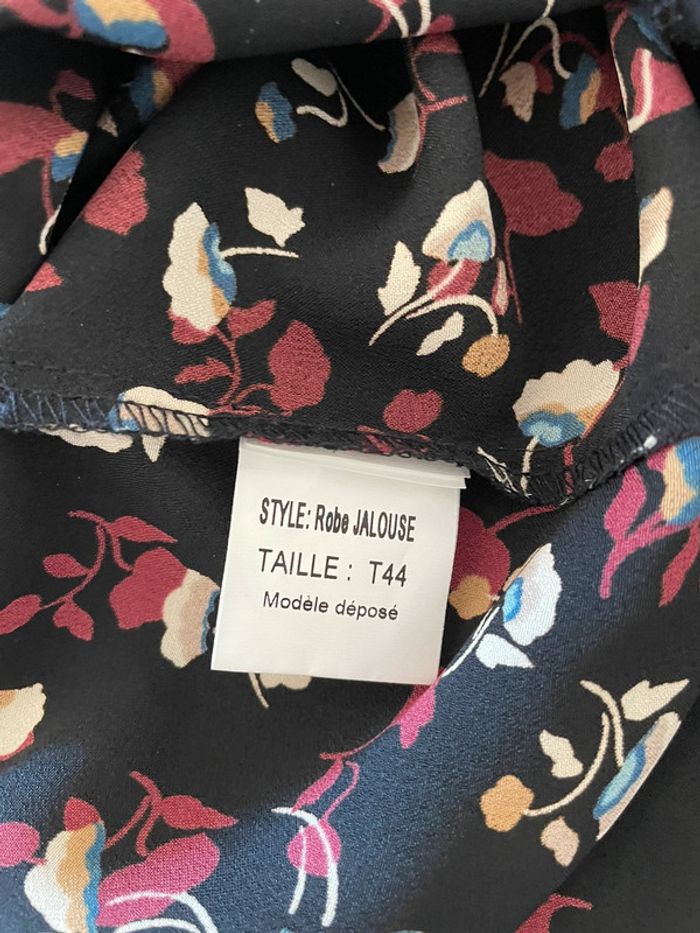 STYLE: Robe JALOUSE
TAILLE : T44
Modèle déposé